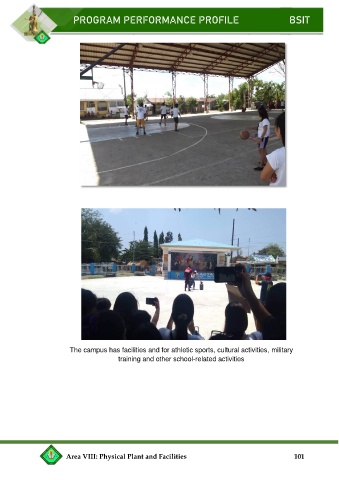 PROGRAM PERFORMANCE PROFILE BSIT
The campus has facilities and for athletic sports, cultural activities, military
training and other school-related activities
Area VIII: Physical Plant and Facilities 101